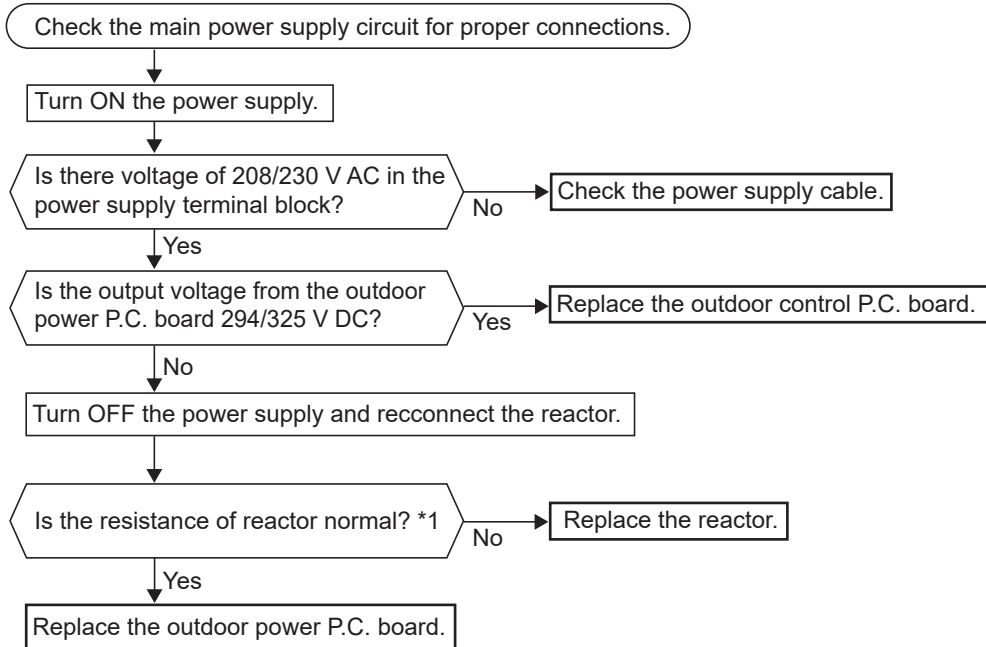 Check the main power supply circuit for proper connections.
Turn ON the power supply.
Is there voltage of 208/230 V AC in the
power supply terminal block?
No
Check the power supply cable.
Yes
Is the output voltage from the outdoor
power P.C. board 294/325 V DC?
Yes
Replace the outdoor control P.C. board.
No
Turn OFF the power supply and recconnect the reactor.
Is the resistance of reactor normal? *1
No
Replace the reactor.
Yes
Replace the outdoor power P.C. board.